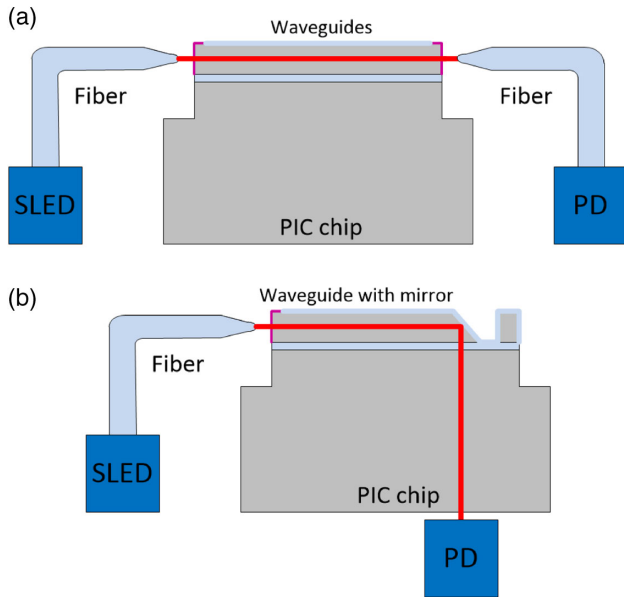 (a)
Waveguides
Fiber
Fiber
SLED
PD
PIC chip
(b)
Waveguide with mirror
Fiber
SLED
PIC chip
PD